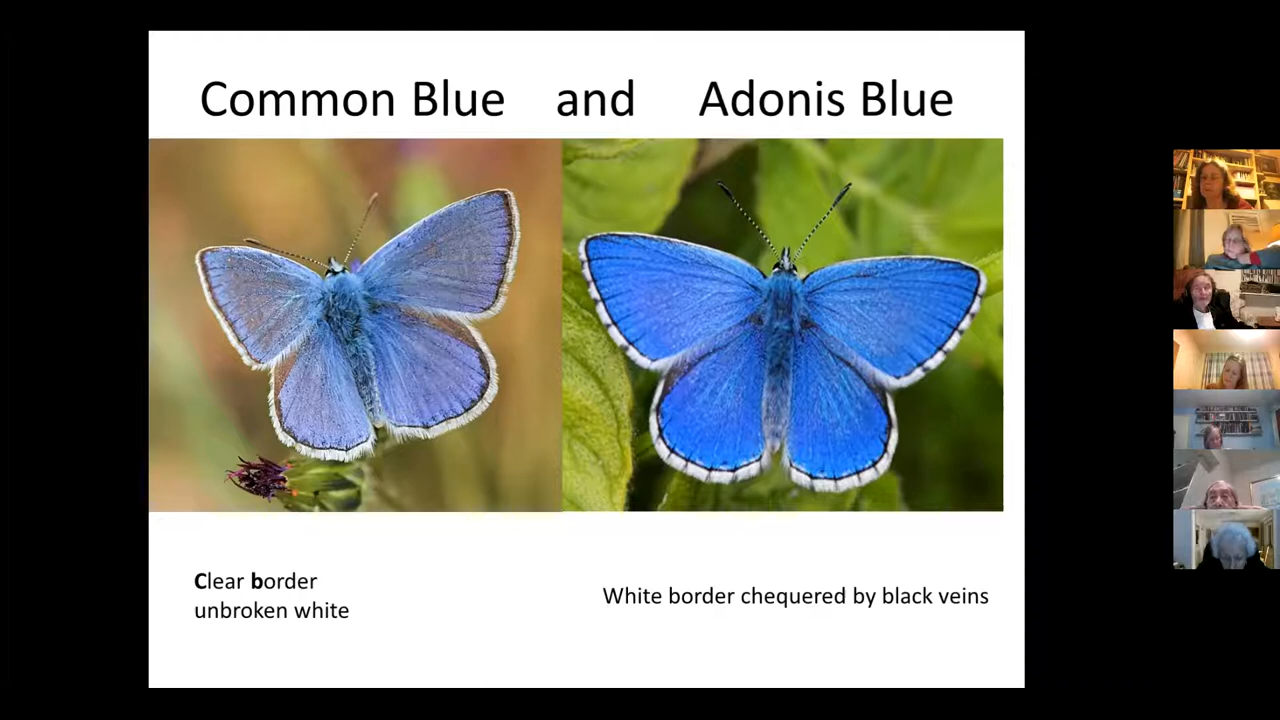 Common Blue and Adonis Blue
Clear border
unbroken white
White border chequered by black veins